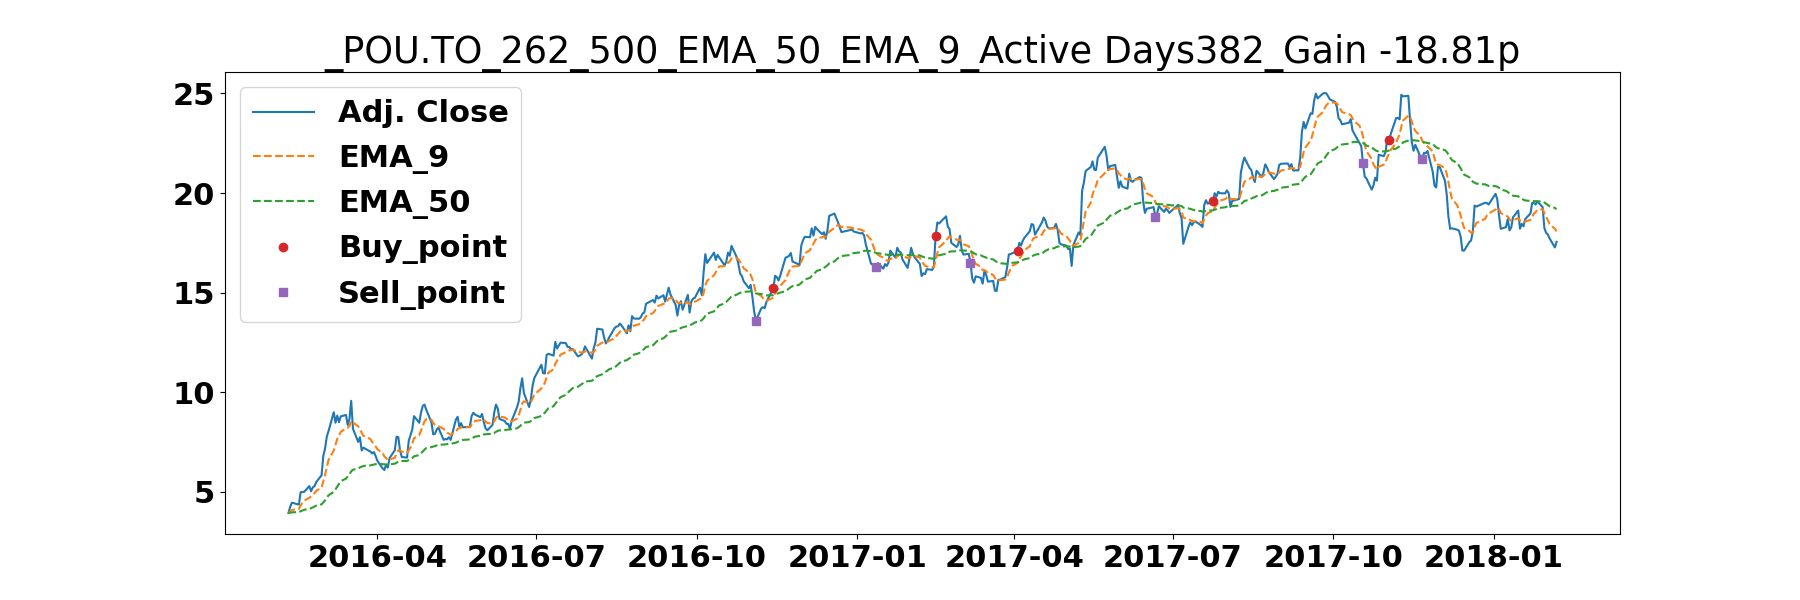 _POU.TO_262_500_EMA_50_EMA_9_Active Days382_Gain -18.81p
25
20
15
10
5
Adj. Close
EMA_9
EMA_50
Buy_point
Sell_point
2016-04 2016-07 2016-10 2017-01 2017-04 2017-07 2017-10 2018-01